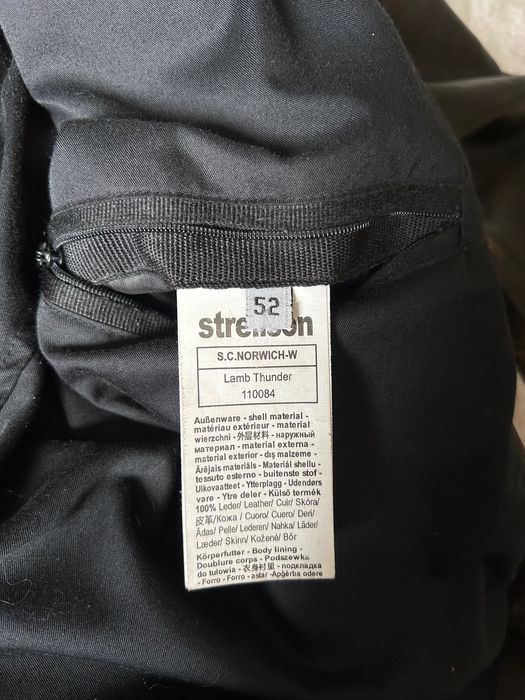 52
strellson
S.C.NORWICH-W
Lamb Thunder
110084
Außenware - shell material -
matériau extérieur - material
wierzchni - 外层材料 - наружный
материал - material externa -
material exterior - dış malzeme -
Ārējais materiāls - Materiál shellu -
tessuto esterno - buitenste stof -
Ulkovaatteet - Ytterplagg - Udendørs
vare - Ytre deler - Külső termék
100% Leder/ Leather/ Cuir/ Skóra/
皮革/Кожа / Cuoro/ Cuero/ Deri/
Ādas/ Pelle/ Lederen/ Nahka/ Läder/
Læder/ Skinn/ Kožené/ Bőr
Körperfutter - Body lining -
Doublure corps - Podszewka
do tułowia - 衣身衬里 - подкладка
- Forro - Forro - astar -Apģērba odere